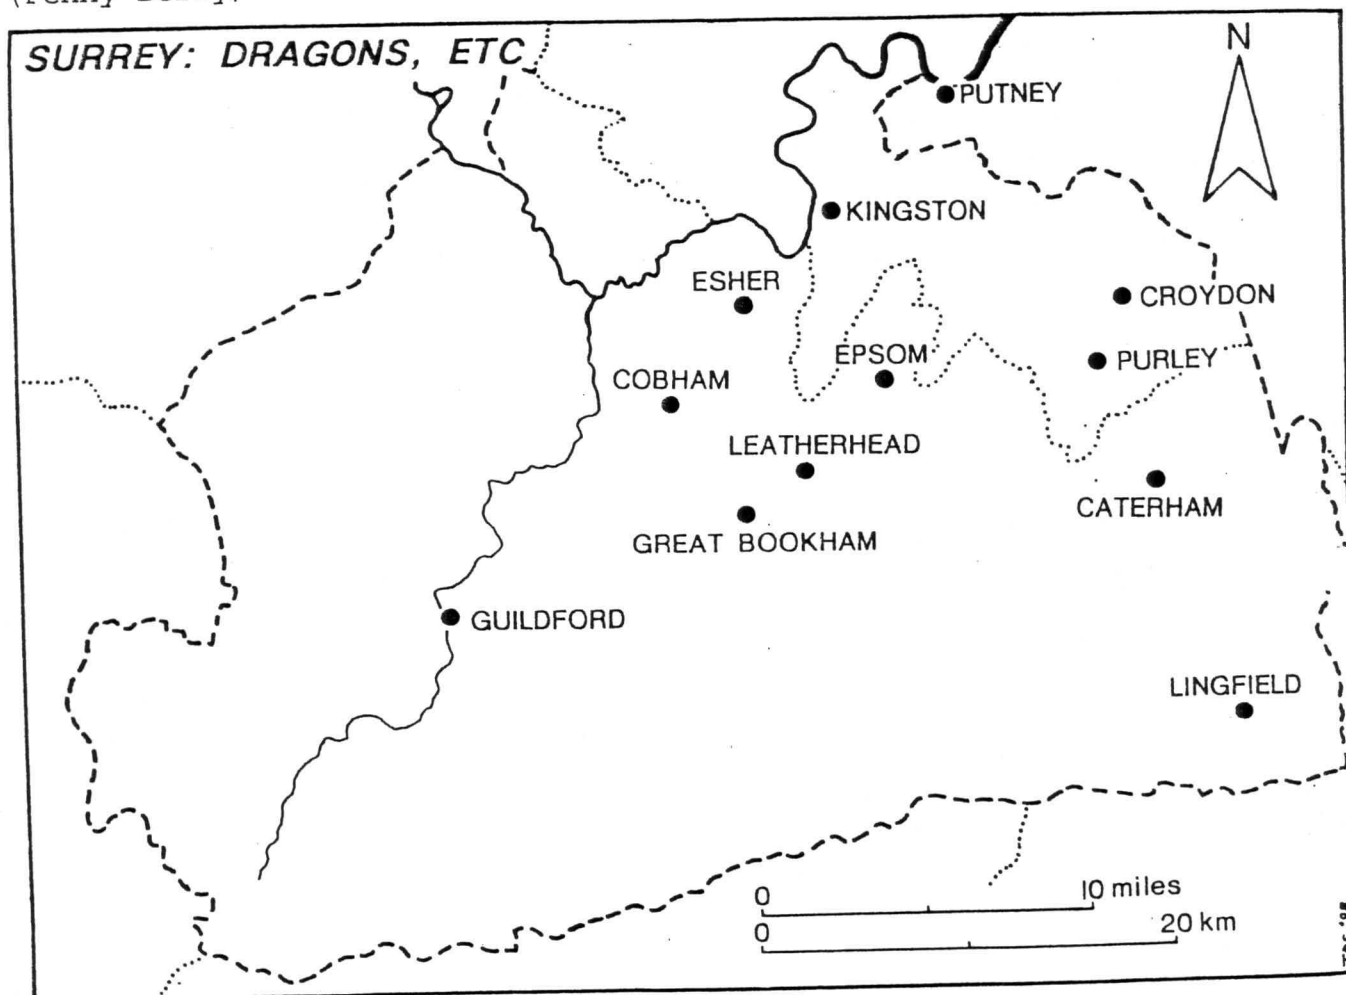 SURREY: DRAGONS, ETC
N
PUTNEY
KINGSTON
ESHER
CROYDON
EPSOM
PURLEY
COBHAM
LEATHERHEAD
CATERHAM
GREAT BOOKHAM
GUILDFORD
LINGFIELD
0 10 miles
0 20 km